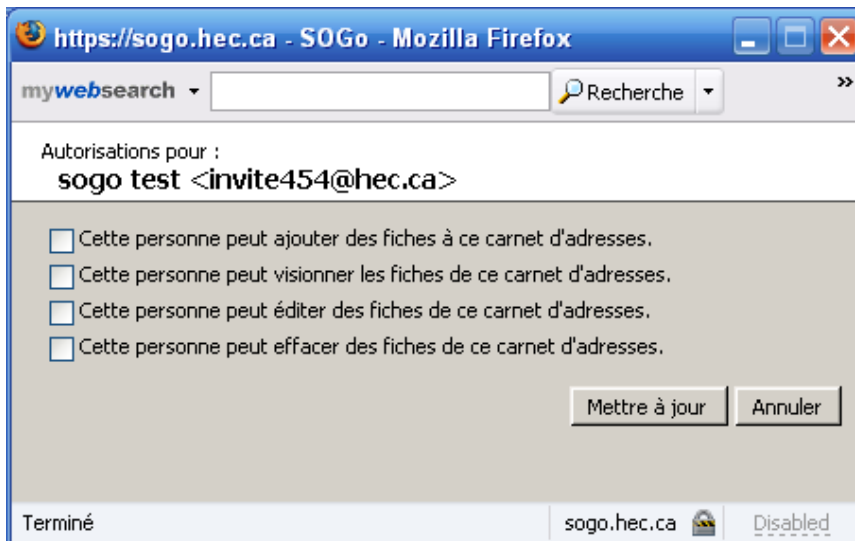 https://sogo.hec.ca - SOGo - Mozilla Firefox
mywebsearch Recherche »
Autorisations pour :
sogo test <invite454@hec.ca>
Cette personne peut ajouter des fiches à ce carnet d'adresses.
Cette personne peut visionner les fiches de ce carnet d'adresses.
Cette personne peut éditer des fiches de ce carnet d'adresses.
Cette personne peut effacer des fiches de ce carnet d'adresses.
Mettre à jour Annuler
Terminé sogo.hec.ca Disabled